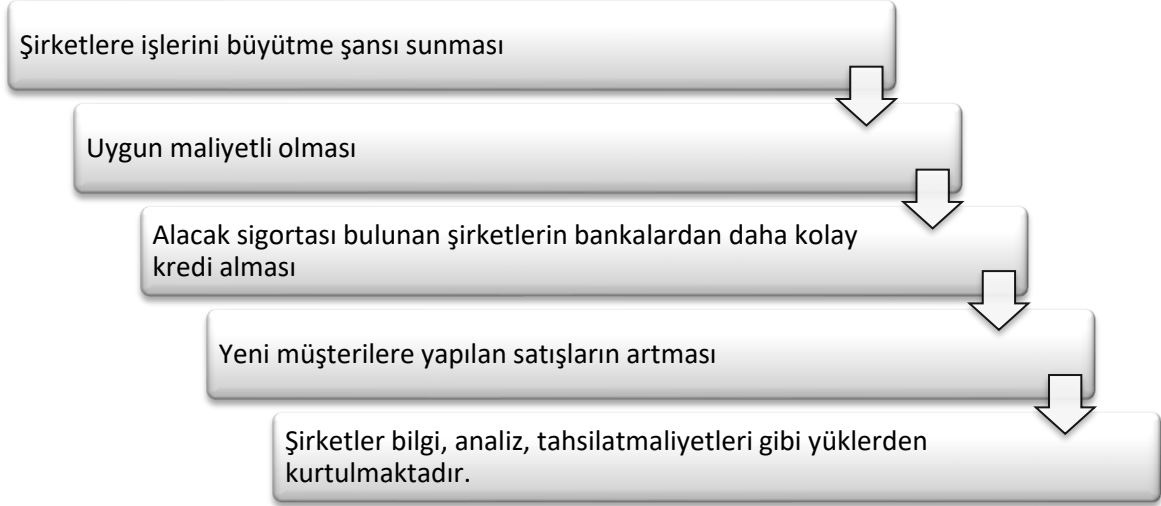 Şirketlere işlerini büyütme şansı sunması
Uygun maliyetli olması
Alacak sigortası bulunan şirketlerin bankalardan daha kolay
kredi alması
Yeni müşterilere yapılan satışların artması
Şirketler bilgi, analiz, tahsilatmaliyetleri gibi yüklerden
kurtulmaktadır.